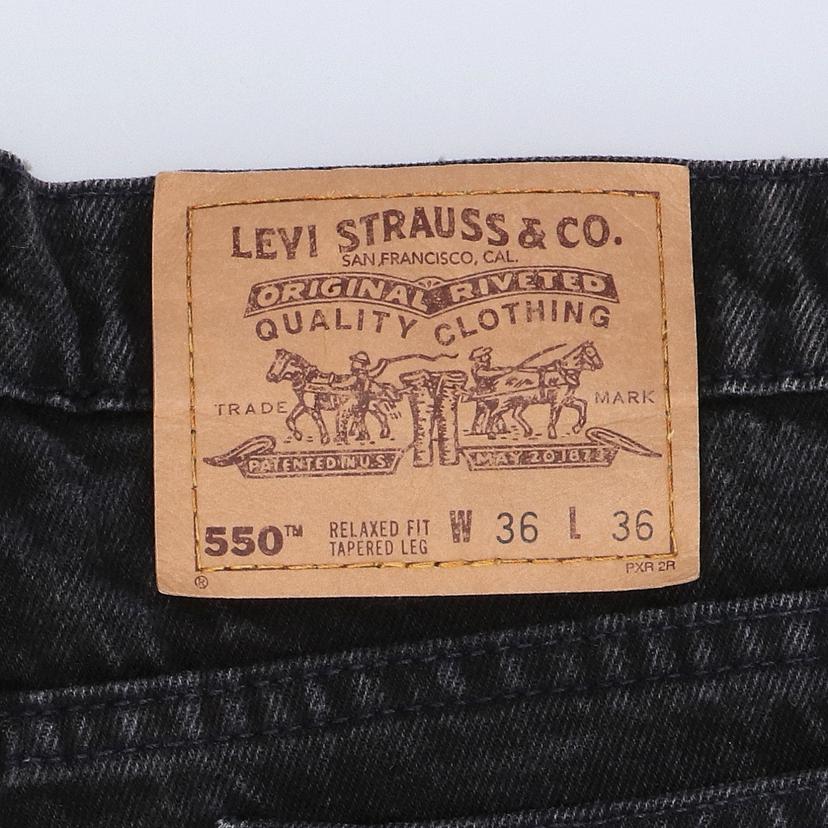 LEVI STRAUSS & CO.
SAN FRANCISCO, CAL.
ORIGINAL RIVETED
QUALITY CLOTHING
TRADE MARK
PATENTED IN U.S. MAY 20 1873
550™ RELAXED FIT W 36 L 36
TAPERED LEG
® PXR 2R